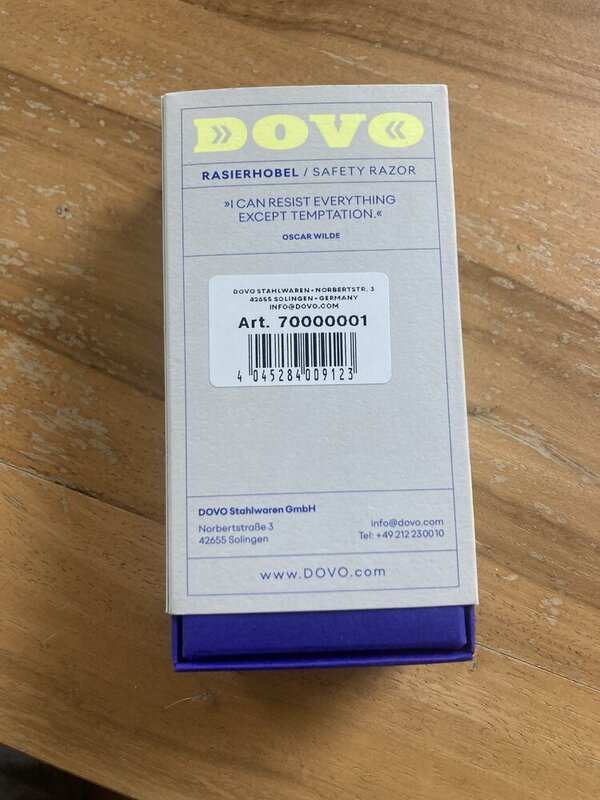 »DOVO«
RASIERHOBEL / SAFETY RAZOR
»I CAN RESIST EVERYTHING
EXCEPT TEMPTATION.«
OSCAR WILDE
DOVO STAHLWAREN • NORBERTSTR. 3
42655 SOLINGEN • GERMANY
INFO@DOVO.COM
Art. 70000001
4 045284 009123
DOVO Stahlwaren GmbH
Norbertstraße 3
42655 Solingen
info@dovo.com
Tel: +49 212 230010
www.DOVO.com